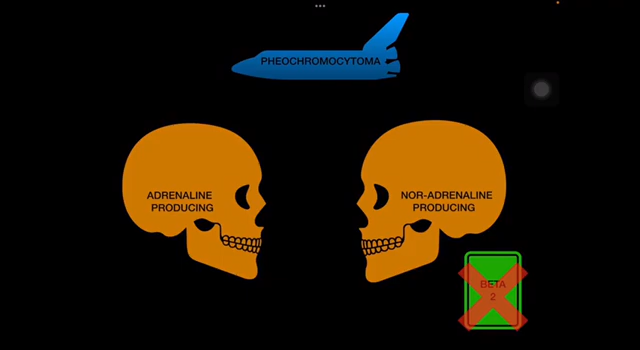 PHEOCHROMOCYTOMA
ADRENALINE
PRODUCING
NOR-ADRENALINE
PRODUCING
BETA
2